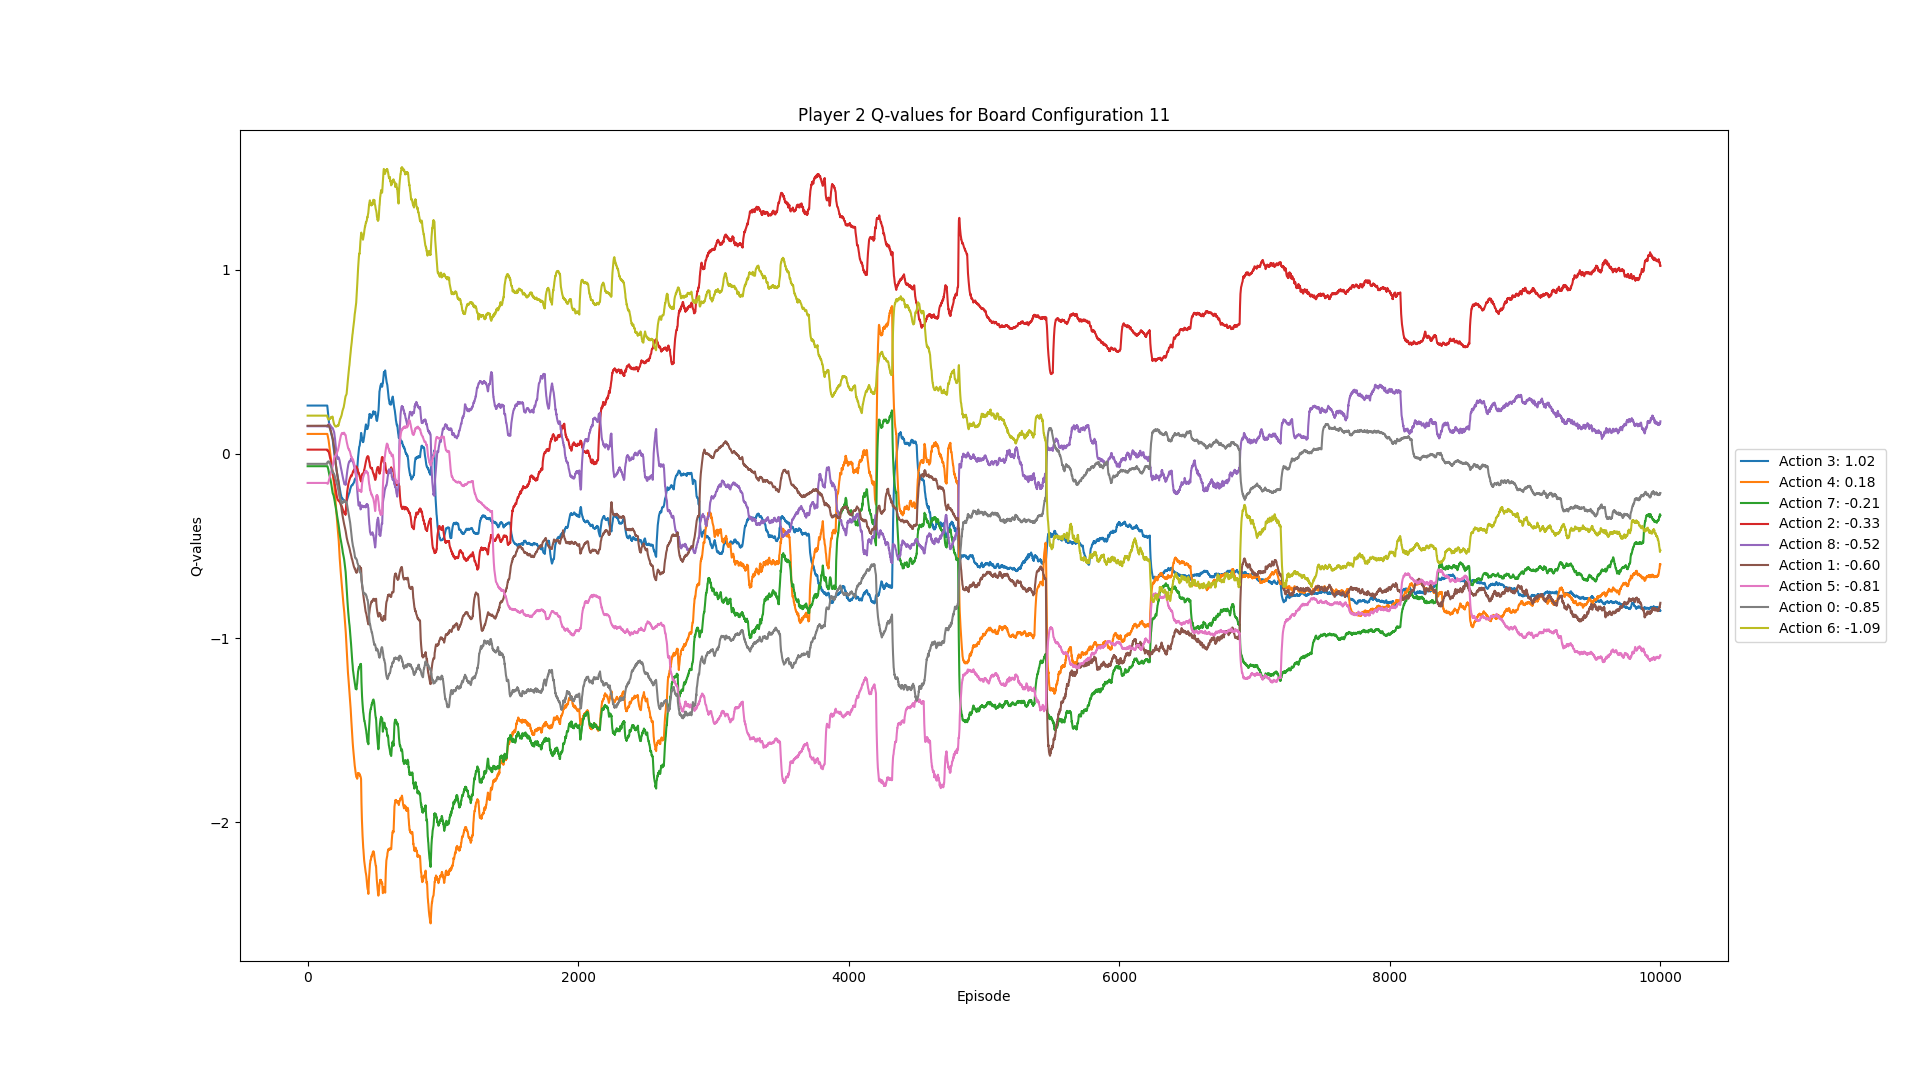 Player 2 Q-values for Board Configuration 11
Q-values
1
0
−1
−2
0
2000
4000
6000
8000
10000
Episode
Action 3: 1.02
Action 4: 0.18
Action 7: -0.21
Action 2: -0.33
Action 8: -0.52
Action 1: -0.60
Action 5: -0.81
Action 0: -0.85
Action 6: -1.09